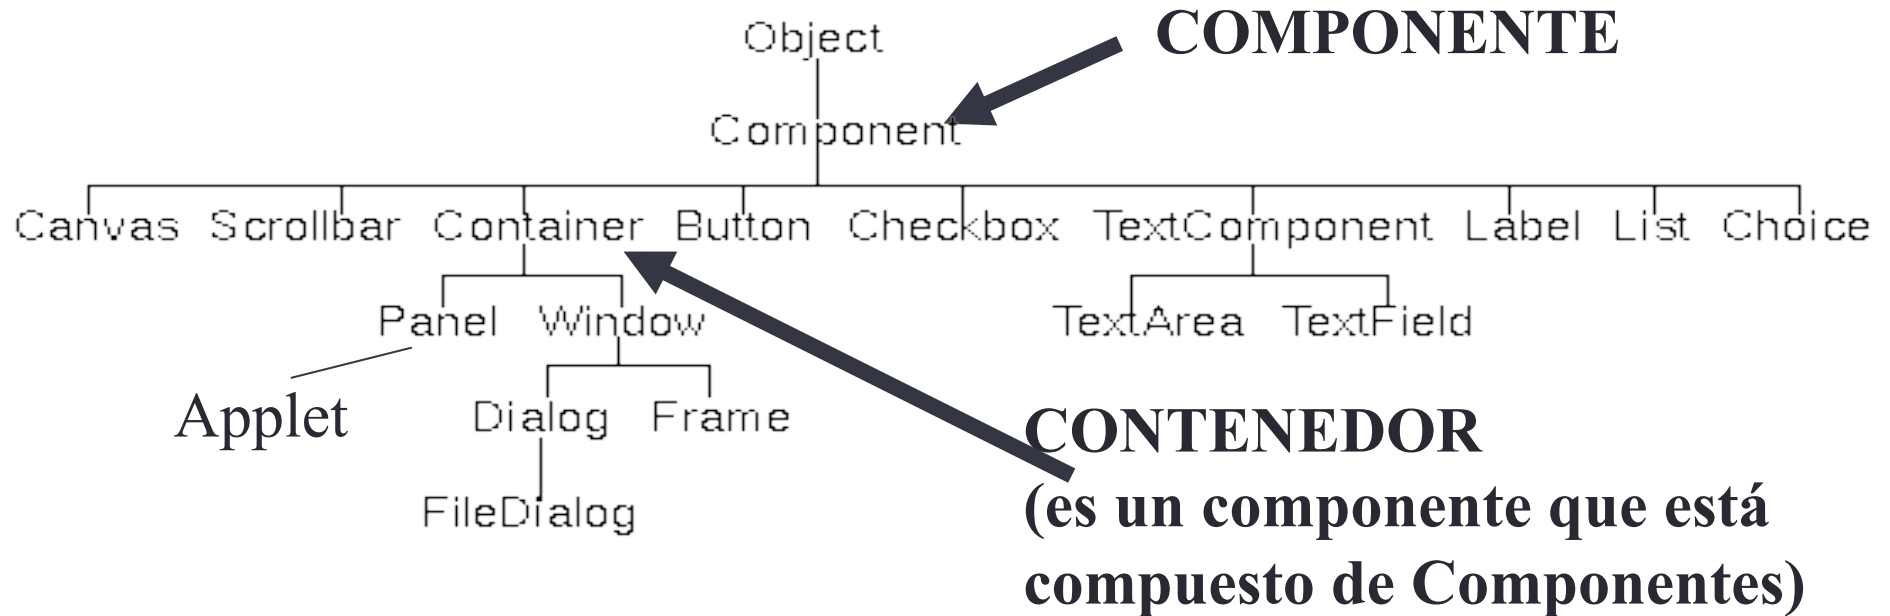 Object
COMPONENTE
Component
Canvas Scrollbar Container Button Checkbox TextComponent Label List Choice
Panel Window TextArea TextField
Applet
Dialog Frame
CONTENEDOR
FileDialog
(es un componente que está
compuesto de Componentes)